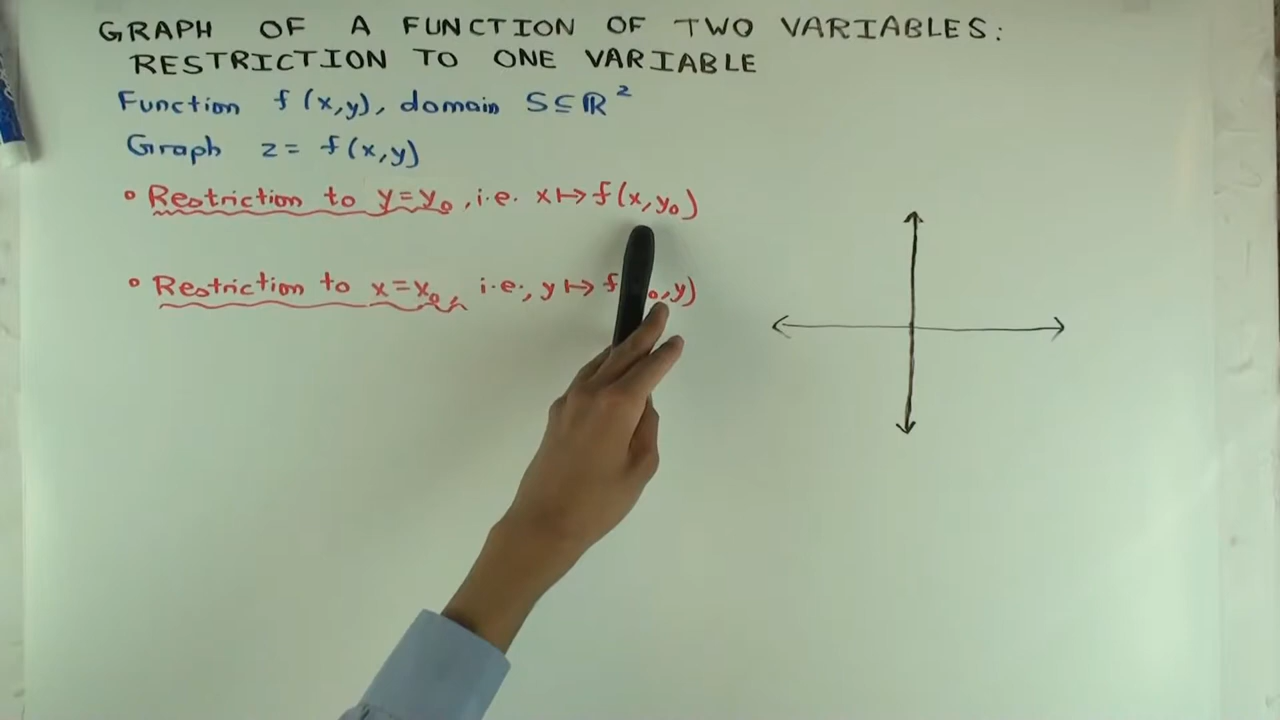 GRAPH OF A FUNCTION OF TWO VARIABLES:
RESTRICTION TO ONE VARIABLE
Function f(x,y), domain S⊆ℝ²
Graph z = f(x,y)
• Restriction to y=y₀, i.e. x↦f(x,y₀)
• Restriction to x=x₀, i.e., y↦f ₀,y)